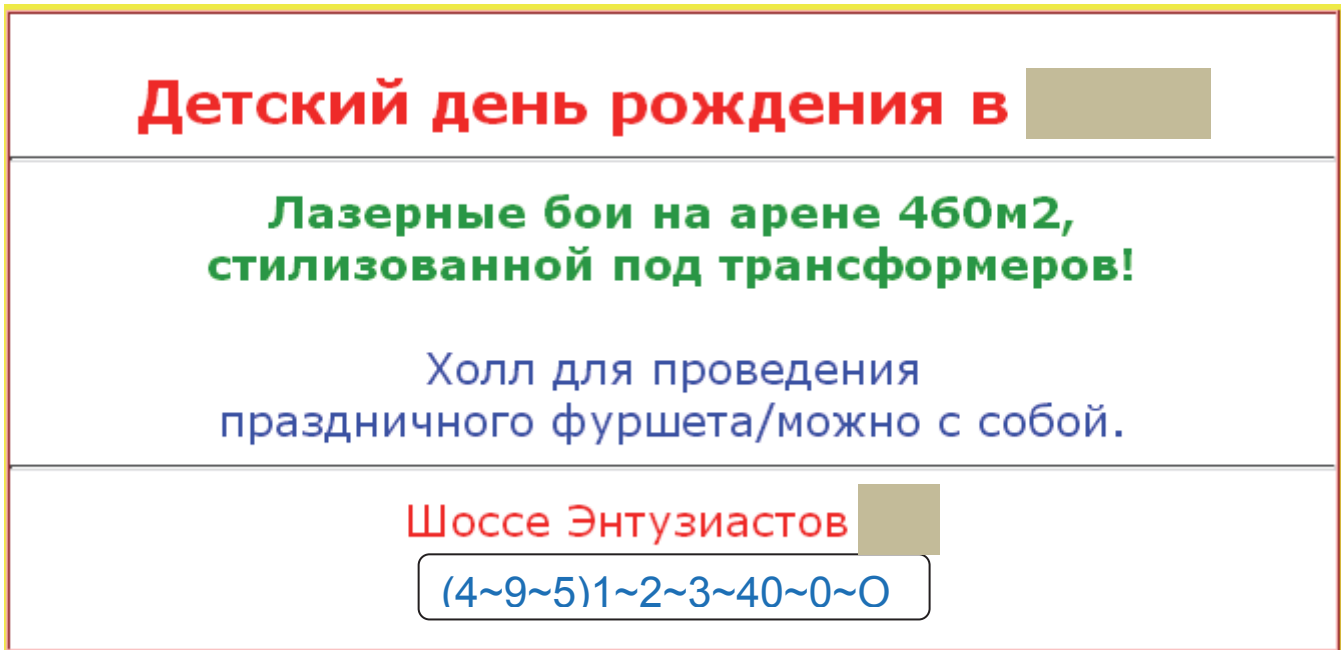 Детский день рождения в
Лазерные бои на арене 460м2,
стилизованной под трансформеров!
Холл для проведения
праздничного фуршета/можно с собой.
Шоссе Энтузиастов
(4~9~5)1~2~3~40~0~O